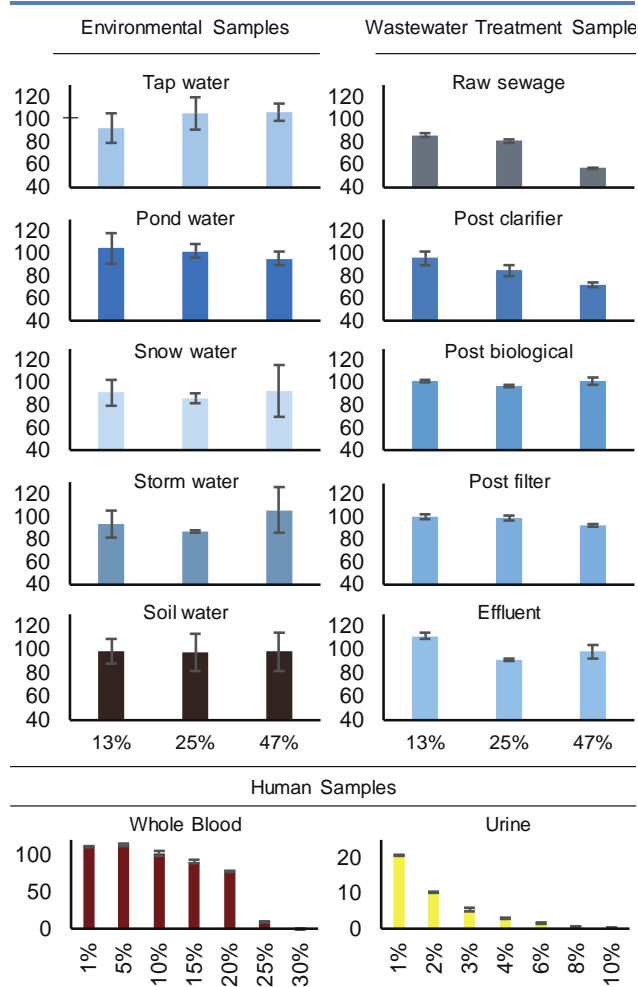 Environmental Samples
Wastewater Treatment Sample
Tap water
120
100
80
60
40
Raw sewage
120
100
80
60
40
Pond water
120
100
80
60
40
Post clarifier
120
100
80
60
40
Snow water
120
100
80
60
40
Post biological
120
100
80
60
40
Storm water
120
100
80
60
40
Post filter
120
100
80
60
40
Soil water
120
100
80
60
40
13% 25% 47%
Effluent
120
100
80
60
40
13% 25% 47%
Human Samples
Whole Blood
100
50
0
1% 5% 10% 15% 20% 25% 30%
Urine
20
10
0
1% 2% 3% 4% 6% 8% 10%